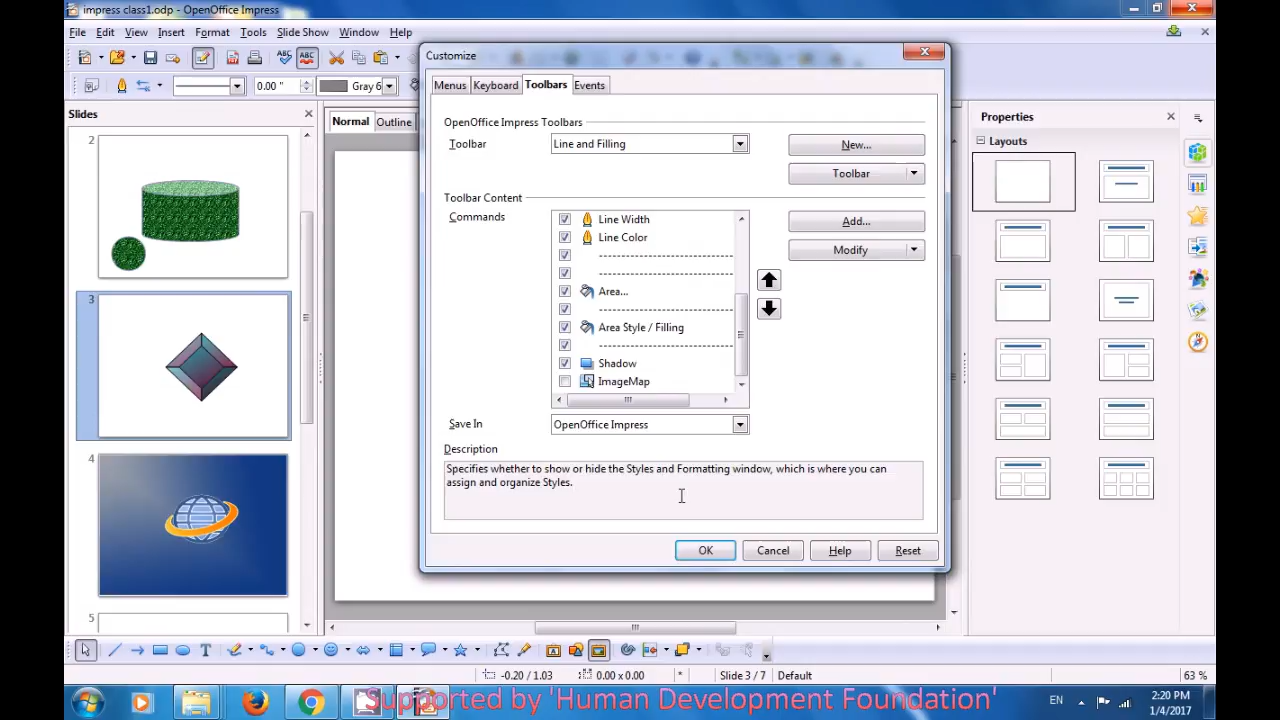 impress class1.odp - OpenOffice Impress
File Edit View Insert Format Tools Slide Show Window Help
0.00 " Gray 6
Slides
Normal Outline
2
3
4
5
Customize
Menus Keyboard Toolbars Events
OpenOffice Impress Toolbars
Toolbar Line and Filling New...
Toolbar
Toolbar Content
Commands
Line Width
Line Color
Area...
Area Style / Filling
Shadow
ImageMap
Add...
Modify
Save In OpenOffice Impress
Description
Specifies whether to show or hide the Styles and Formatting window, which is where you can
assign and organize Styles.
OK Cancel Help Reset
Properties
Layouts
-0.20 / 1.03 0.00 x 0.00 * Slide 3 / 7 Default 63 %
Supported by 'Human Development Foundation'
EN 2:20 PM
1/4/2017